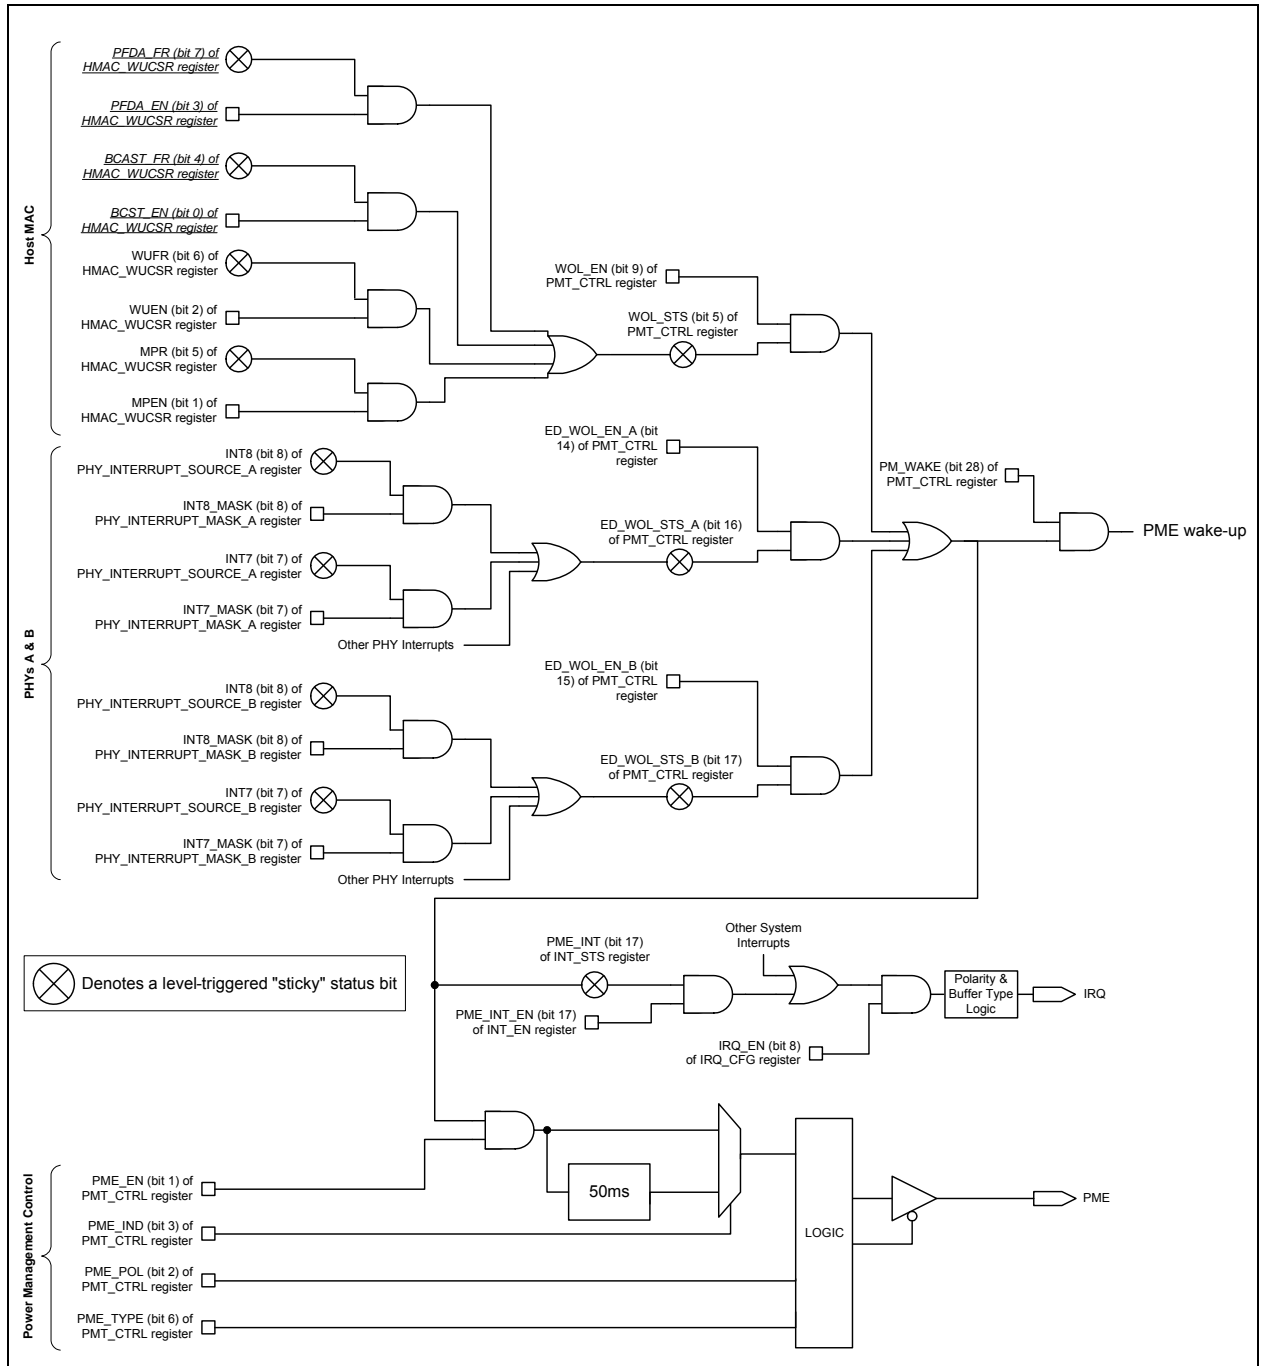 PFDA_FR (bit 7) of
HMAC_WUCSR register
PFDA_EN (bit 3) of
HMAC_WUCSR register
BCAST_FR (bit 4) of
HMAC_WUCSR register
BCST_EN (bit 0) of
HMAC_WUCSR register
WUFR (bit 6) of
HMAC_WUCSR register
WUEN (bit 2) of
HMAC_WUCSR register
MPR (bit 5) of
HMAC_WUCSR register
MPEN (bit 1) of
HMAC_WUCSR register
Host MAC
WOL_EN (bit 9) of
PMT_CTRL register
WOL_STS (bit 5) of
PMT_CTRL register
INT8 (bit 8) of
PHY_INTERRUPT_SOURCE_A register
INT8_MASK (bit 8) of
PHY_INTERRUPT_MASK_A register
INT7 (bit 7) of
PHY_INTERRUPT_SOURCE_A register
INT7_MASK (bit 7) of
PHY_INTERRUPT_MASK_A register
Other PHY Interrupts
ED_WOL_EN_A (bit
14) of PMT_CTRL
register
ED_WOL_STS_A (bit 16)
of PMT_CTRL register
PM_WAKE (bit 28) of
PMT_CTRL register
PME wake-up
PHYs A & B
INT8 (bit 8) of
PHY_INTERRUPT_SOURCE_B register
INT8_MASK (bit 8) of
PHY_INTERRUPT_MASK_B register
INT7 (bit 7) of
PHY_INTERRUPT_SOURCE_B register
INT7_MASK (bit 7) of
PHY_INTERRUPT_MASK_B register
Other PHY Interrupts
ED_WOL_EN_B (bit
15) of PMT_CTRL
register
ED_WOL_STS_B (bit 17)
of PMT_CTRL register
Denotes a level-triggered "sticky" status bit
PME_INT (bit 17)
of INT_STS register
PME_INT_EN (bit 17)
of INT_EN register
Other System
Interrupts
IRQ_EN (bit 8)
of IRQ_CFG register
Polarity &
Buffer Type
Logic
IRQ
Power Management Control
PME_EN (bit 1) of
PMT_CTRL register
PME_IND (bit 3) of
PMT_CTRL register
PME_POL (bit 2) of
PMT_CTRL register
PME_TYPE (bit 6) of
PMT_CTRL register
50ms
LOGIC
PME